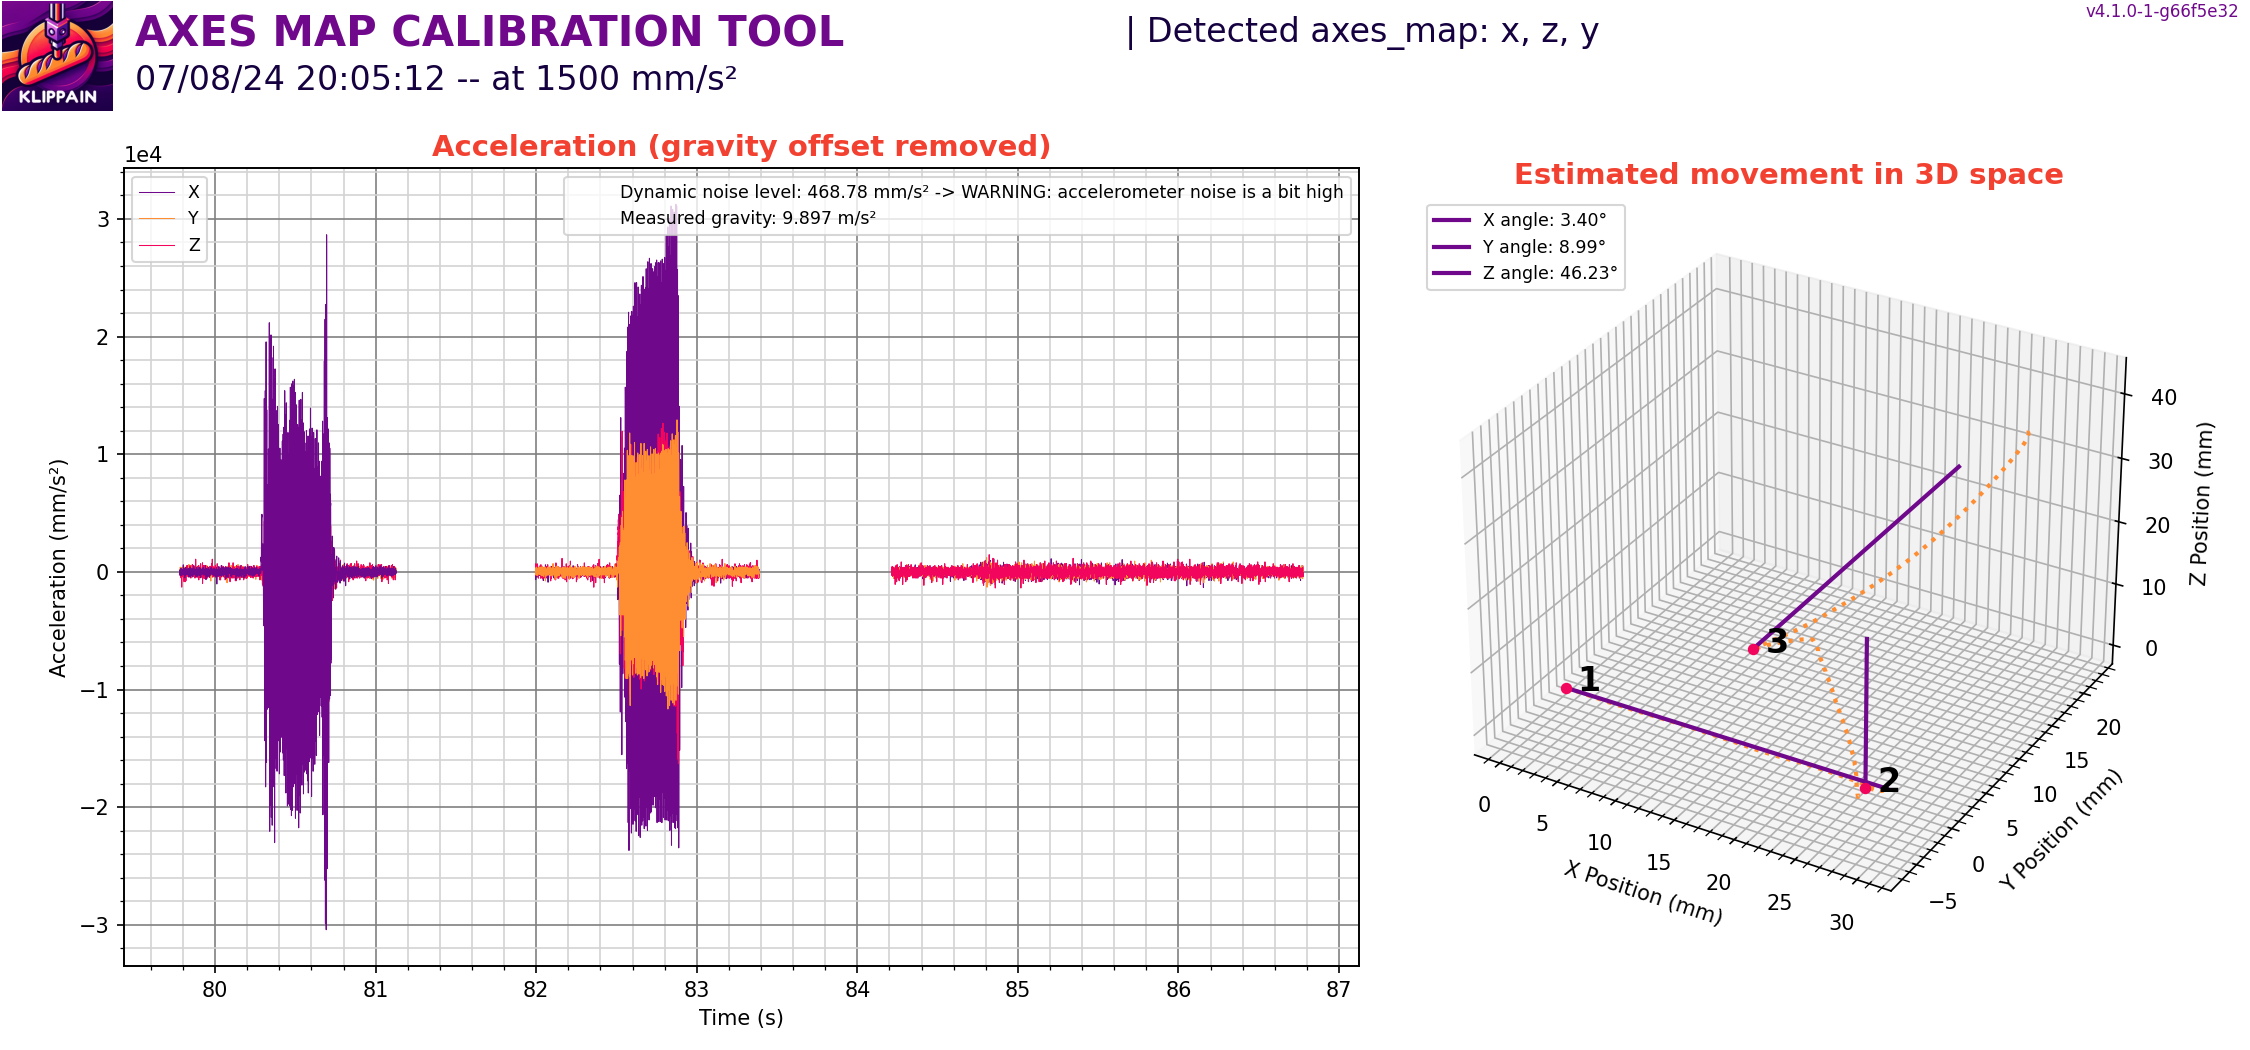 AXES MAP CALIBRATION TOOL
| Detected axes_map: x, z, y
v4.1.0-1-g66f5e32
07/08/24 20:05:12 -- at 1500 mm/s²
KLIPPAIN
Acceleration (gravity offset removed)
1e4
X
Y
Z
Dynamic noise level: 468.78 mm/s² -> WARNING: accelerometer noise is a bit high
Measured gravity: 9.897 m/s²
3
2
1
0
−1
−2
−3
Acceleration (mm/s²)
80 81 82 83 84 85 86 87
Time (s)
Estimated movement in 3D space
X angle: 3.40°
Y angle: 8.99°
Z angle: 46.23°
1
2
3
0 5 10 15 20 25 30
X Position (mm)
−5 0 5 10 15 20
Y Position (mm)
0 10 20 30 40
Z Position (mm)